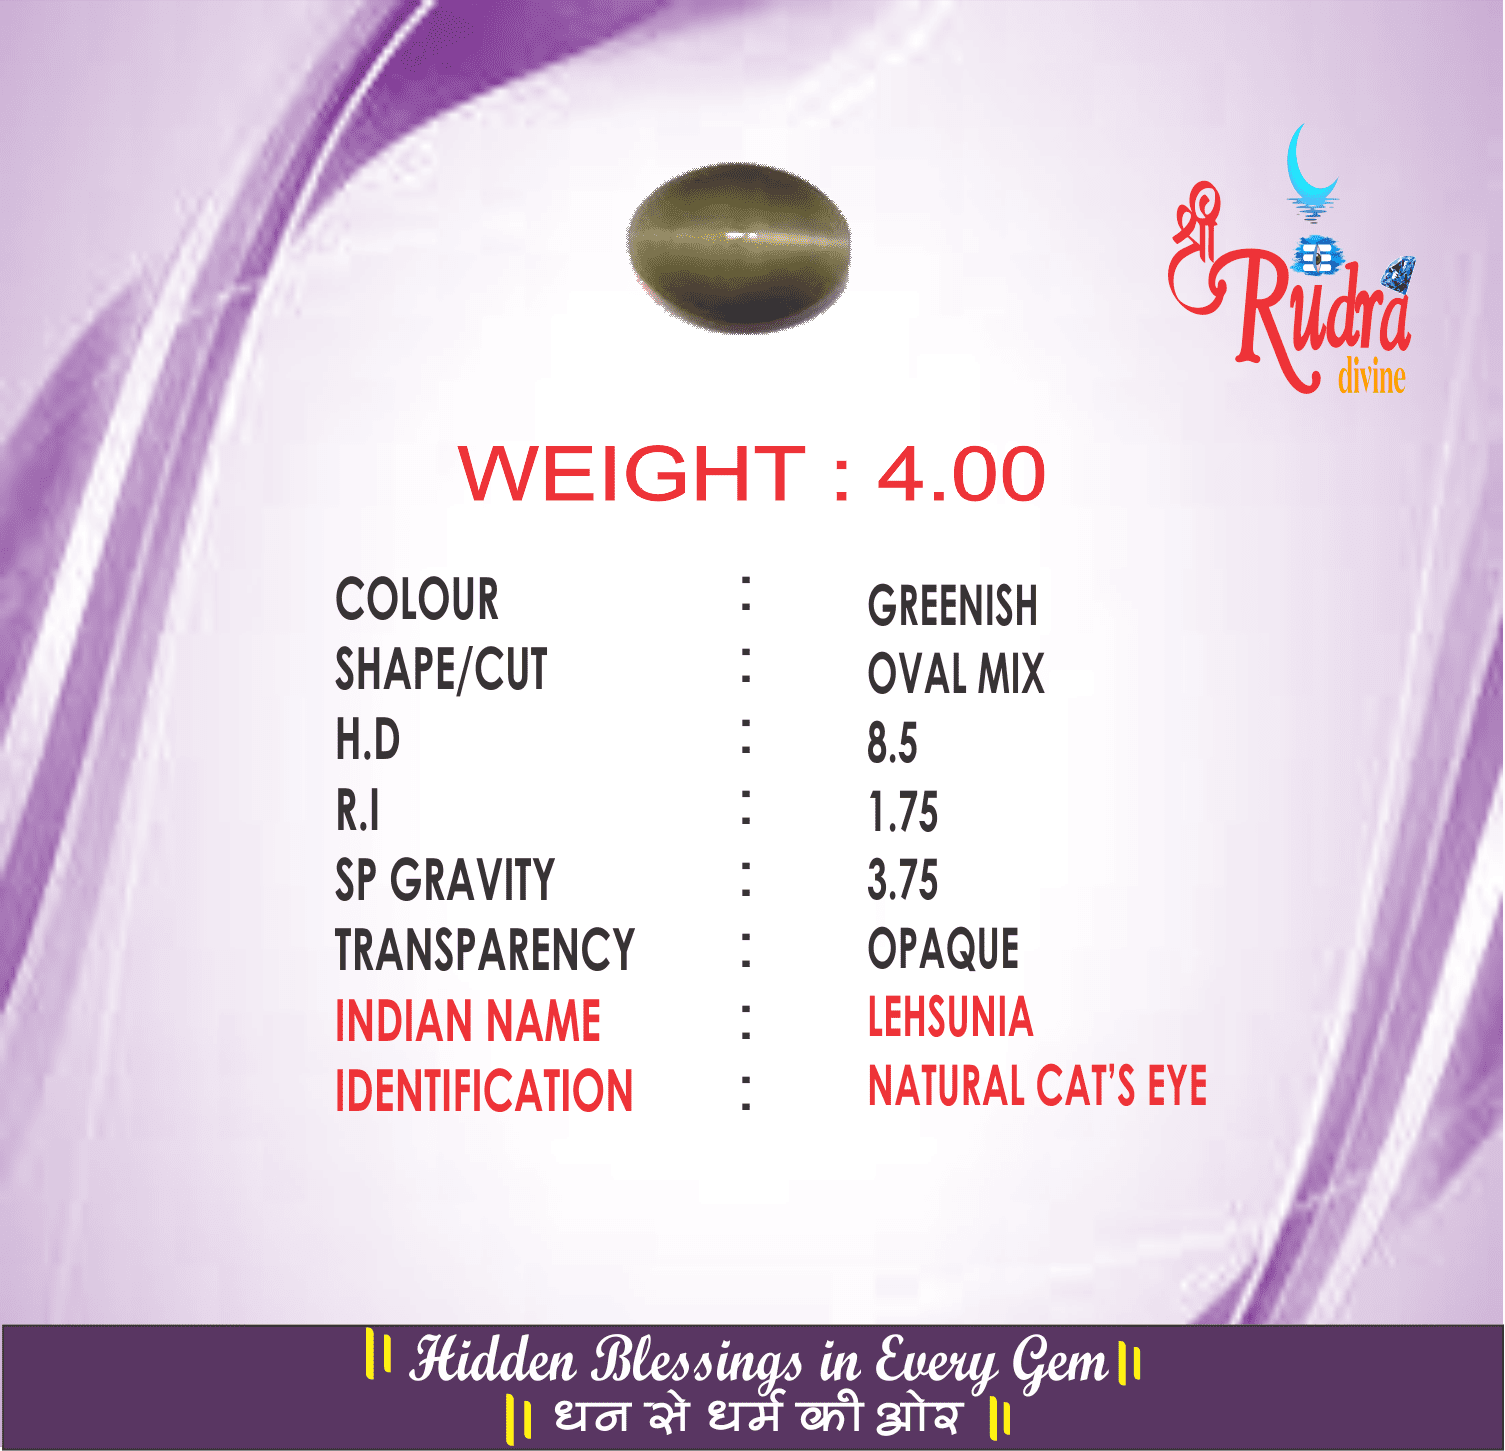 श्री
Rudra
divine
WEIGHT : 4.00
COLOUR : GREENISH
SHAPE/CUT : OVAL MIX
H.D : 8.5
R.I : 1.75
SP GRAVITY : 3.75
TRANSPARENCY : OPAQUE
INDIAN NAME : LEHSUNIA
IDENTIFICATION : NATURAL CAT’S EYE
|| Hidden Blessings in Every Gem ||
|| धन से धर्म की ओर ||